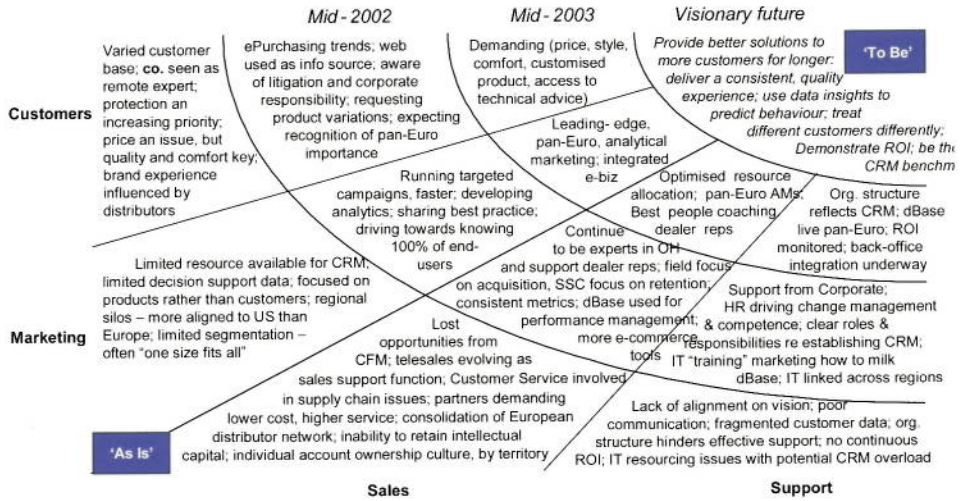 Mid - 2002
Mid - 2003
Visionary future
Customers
Varied customer
base; co. seen as
remote expert;
protection an
increasing priority;
price an issue, but
quality and comfort key;
brand experience
influenced by
distributors
ePurchasing trends; web
used as info source; aware
of litigation and corporate
responsibility; requesting
product variations; expecting
recognition of pan-Euro
importance
Demanding (price, style,
comfort, customised
product, access to
technical advice)
Provide better solutions to
more customers for longer:
deliver a consistent, quality
experience; use data insights to
predict behaviour; treat
different customers differently;
Demonstrate ROI; be the
CRM benchm
'To Be'
Marketing
Limited resource available for CRM;
limited decision support data; focused on
products rather than customers; regional
silos – more aligned to US than
Europe; limited segmentation –
often "one size fits all"
Running targeted
campaigns, faster; developing
analytics; sharing best practice;
driving towards knowing
100% of end-
users
Leading- edge,
pan-Euro, analytical
marketing; integrated
e-biz
Lost
opportunities from
CFM; telesales evolving as
sales support function; Customer Service involved
in supply chain issues; partners demanding
lower cost, higher service; consolidation of European
distributor network; inability to retain intellectual
capital; individual account ownership culture, by territory
Continue
to be experts in OH
and support dealer reps; field focus
on acquisition, SSC focus on retention;
consistent metrics; dBase used for
performance management;
more e-commerce
tools
Optimised resource
allocation; pan-Euro AMs;
Best people coaching
dealer reps
Org. structure
reflects CRM; dBase
live pan-Euro; ROI
monitored; back-office
integration underway
Support from Corporate;
HR driving change management
& competence; clear roles &
responsibilities re establishing CRM;
IT "training" marketing how to milk
dBase; IT linked across regions
Lack of alignment on vision; poor
communication; fragmented customer data; org.
structure hinders effective support; no continuous
ROI; IT resourcing issues with potential CRM overload
'As Is'
Sales
Support